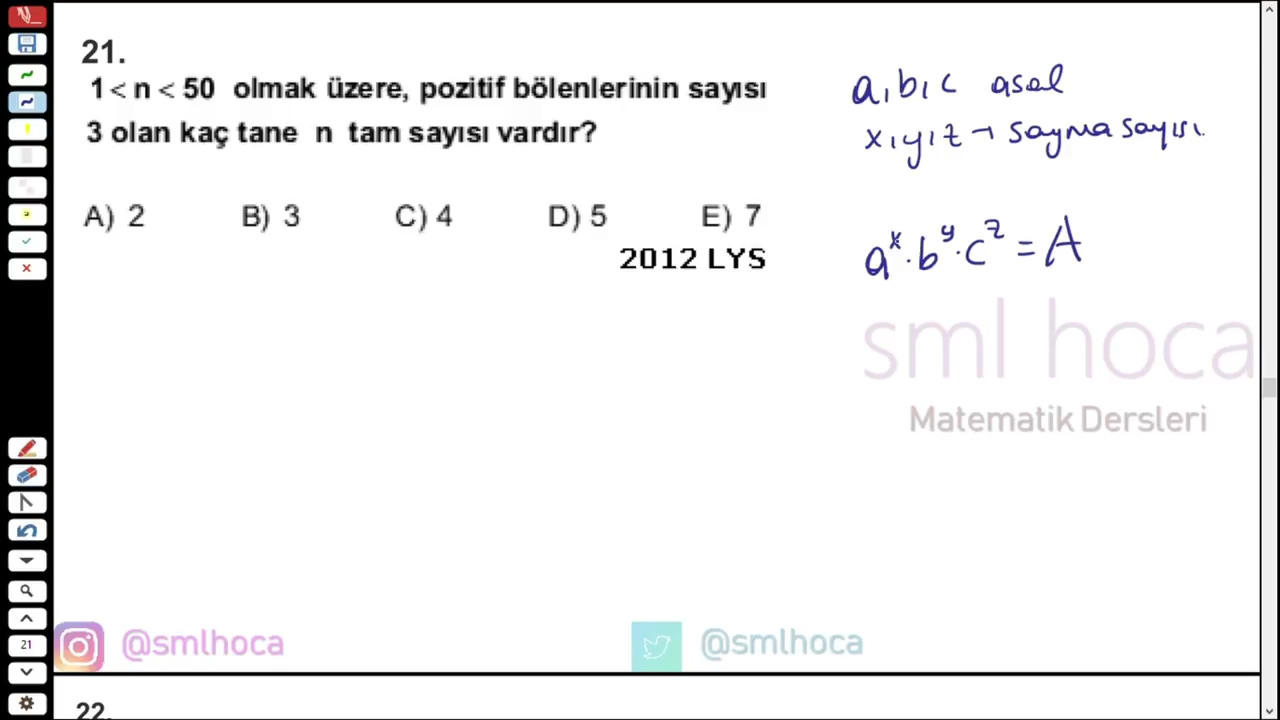 21.
1 < n < 50 olmak üzere, pozitif bölenlerinin sayısı
3 olan kaç tane n tam sayısı vardır?
A) 2 B) 3 C) 4 D) 5 E) 7
2012 LYS
a, b, c asal
x, y, z → sayma sayısı.
a^x · b^y · c^z = A
sml hoca
Matematik Dersleri
@smlhoca @smlhoca
22.
21